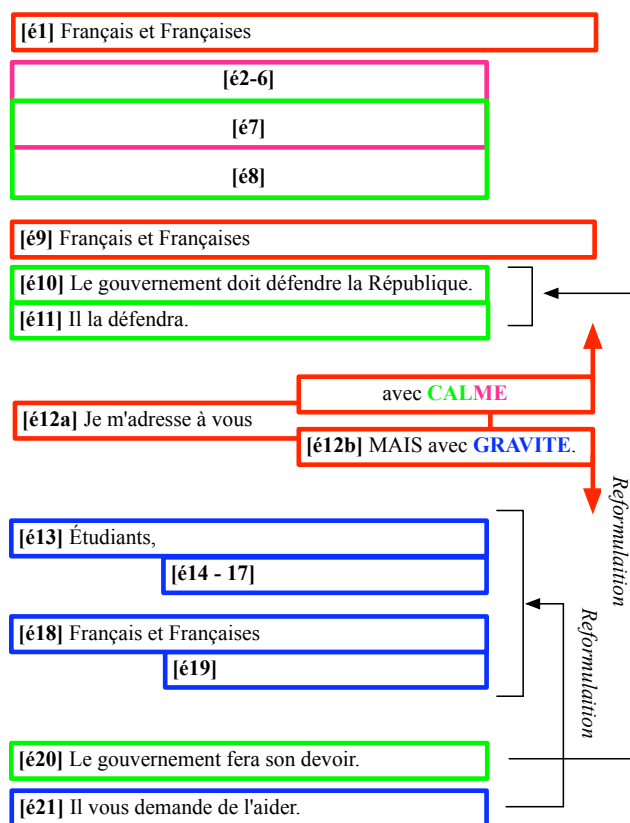 [é1] Français et Françaises
[é2-6]
[é7]
[é8]
[é9] Français et Françaises
[é10] Le gouvernement doit défendre la République.
[é11] Il la défendra.
avec CALME
[é12a] Je m'adresse à vous
[é12b] MAIS avec GRAVITE.
Reformulaition
[é13] Étudiants,
[é14 - 17]
Reformulaition
[é18] Français et Françaises
[é19]
[é20] Le gouvernement fera son devoir.
[é21] Il vous demande de l'aider.